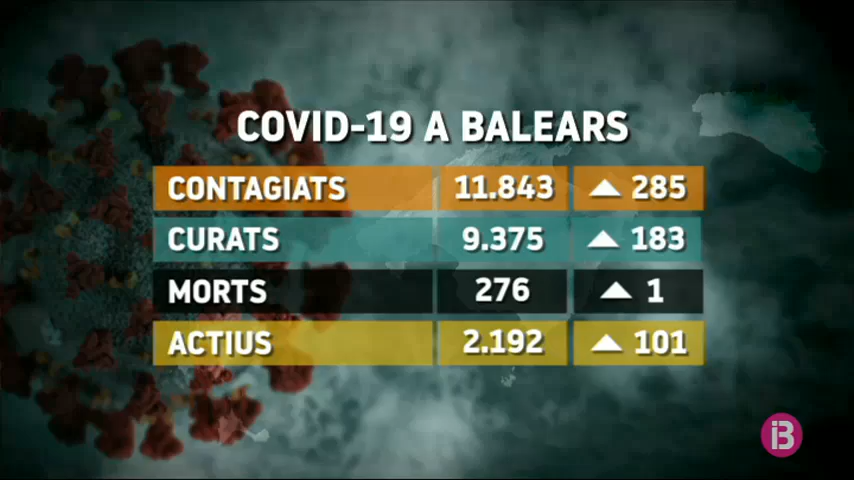 COVID-19 A BALEARS
CONTAGIATS 11.843 285
CURATS 9.375 183
MORTS 276 1
ACTIUS 2.192 101
iB